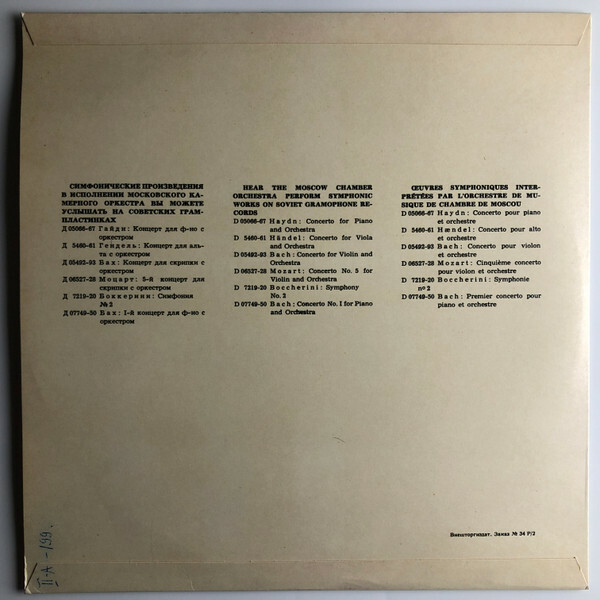 СИМФОНИЧЕСКИЕ ПРОИЗВЕДЕНИЯ
В ИСПОЛНЕНИИ МОСКОВСКОГО КА-
МЕРНОГО ОРКЕСТРА ВЫ МОЖЕТЕ
УСЛЫШАТЬ НА СОВЕТСКИХ ГРАМ-
ПЛАСТИНКАХ
Д 05066-67 Гайдн: Концерт для ф-но с
оркестром
Д 5460-61 Гендель: Концерт для аль-
та с оркестром
Д 05492-93 Бах: Концерт для скрипки с
оркестром
Д 06527-28 Моцарт: 5-й концерт для
скрипки с оркестром
Д 7219-20 Боккерини: Симфония
№ 2
Д 07749-50 Бах: 1-й концерт для ф-но с
оркестром
HEAR THE MOSCOW CHAMBER
ORCHESTRA PERFORM SYMPHONIC
WORKS ON SOVIET GRAMOPHONE RE-
CORDS
D 05066-67 Haydn: Concerto for Piano
and Orchestra
D 5460-61 Händel: Concerto for Viola
and Orchestra
D 05492-93 Bach: Concerto for Violin and
Orchestra
D 06527-28 Mozart: Concerto No. 5 for
Violin and Orchestra
D 7219-20 Boccherini: Symphony
No. 2
D 07749-50 Bach: Concerto No. 1 for Piano
and Orchestra
ŒUVRES SYMPHONIQUES INTER-
PRÉTÉES PAR L'ORCHESTRE DE MU-
SIQUE DE CHAMBRE DE MOSCOU
D 05066-67 Haydn: Concerto pour piano
et orchestre
D 5460-61 Hændel: Concerto pour alto
et orchestre
D 05492-93 Bach: Concerto pour violon
et orchestre
D 06527-28 Mozart: Cinquième concerto
pour violon et orchestre
D 7219-20 Boccherini: Symphonie
nº 2
D 07749-50 Bach: Premier concerto pour
piano et orchestre
Внешторгиздат. Заказ № 34 Р/2
II-A-1991.